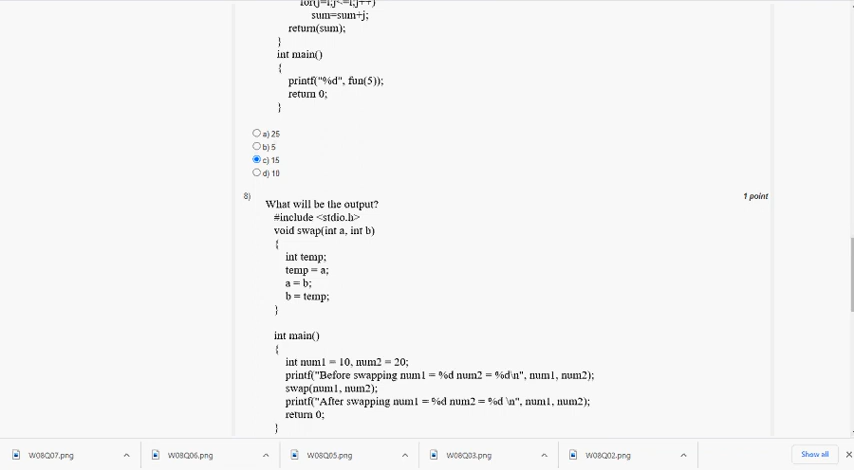 sum=sum+j;
return(sum);
}
int main()
{
printf("%d", fun(5));
return 0;
}
a) 25
b) 5
c) 15
d) 10
8)
1 point
What will be the output?
#include <stdio.h>
void swap(int a, int b)
{
int temp;
temp = a;
a = b;
b = temp;
}
int main()
{
int num1 = 10, num2 = 20;
printf("Before swapping num1 = %d num2 = %d\n", num1, num2);
swap(num1, num2);
printf("After swapping num1 = %d num2 = %d \n", num1, num2);
return 0;
}
W08Q07.png
W08Q06.png
W08Q05.png
W08Q03.png
W08Q02.png
Show all